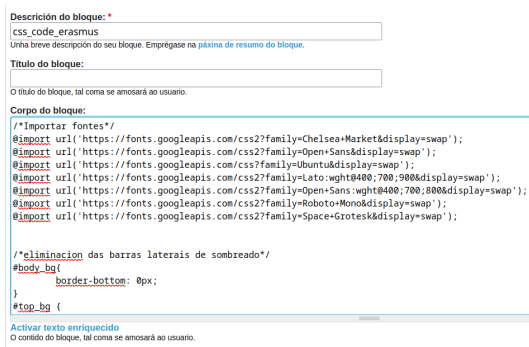 Descrición do bloque: *
css_code_erasmus
Unha breve descrición do seu bloque. Emprégase na páxina de resumo do bloque.
Título do bloque:
O título do bloque, tal coma se amosará ao usuario.
Corpo do bloque:
/*Importar fontes*/
@import url('https://fonts.googleapis.com/css2?family=Chelsea+Market&display=swap');
@import url('https://fonts.googleapis.com/css2?family=Open+Sans&display=swap');
@import url('https://fonts.googleapis.com/css?family=Ubuntu&display=swap');
@import url('https://fonts.googleapis.com/css2?family=Lato:wght@400;700;900&display=swap');
@import url('https://fonts.googleapis.com/css2?family=Open+Sans:wght@400;700;800&display=swap');
@import url('https://fonts.googleapis.com/css2?family=Roboto+Mono&display=swap');
@import url('https://fonts.googleapis.com/css2?family=Space+Grotesk&display=swap');
/*eliminacion das barras laterais de sombreado*/
#body_bg{
border-bottom: 0px;
}
#top_bg {
Activar texto enriquecido
O contido do bloque, tal coma se amosará ao usuario.